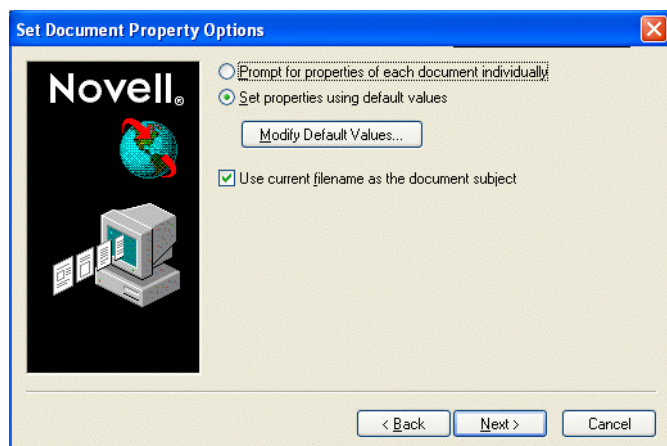 Set Document Property Options
Novell®
Prompt for properties of each document individually
Set properties using default values
Modify Default Values...
Use current filename as the document subject
< Back
Next >
Cancel